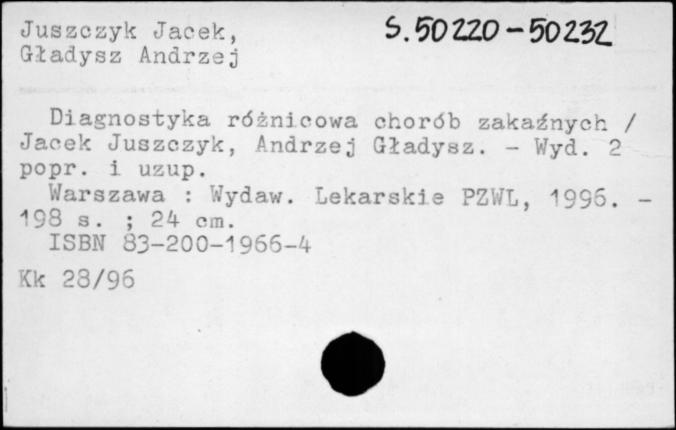 Juszczyk Jacek,
S.50220-50232
Gładysz Andrzej
Diagnostyka różnicowa chorób zakaźnych /
Jacek Juszczyk, Andrzej Gładysz. - Wyd. 2
popr. i uzup.
Warszawa : Wydaw. Lekarskie PZWL, 1996. -
198 s. ; 24 cm.
ISBN 83-200-1966-4
Kk 28/96